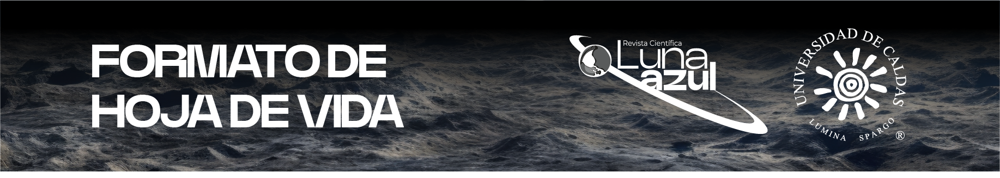 FORMATO DE
HOJA DE VIDA
Revista Científica
Luna
azul
UNIVERSIDAD DE CALDAS
LUMINA SPARGO
®